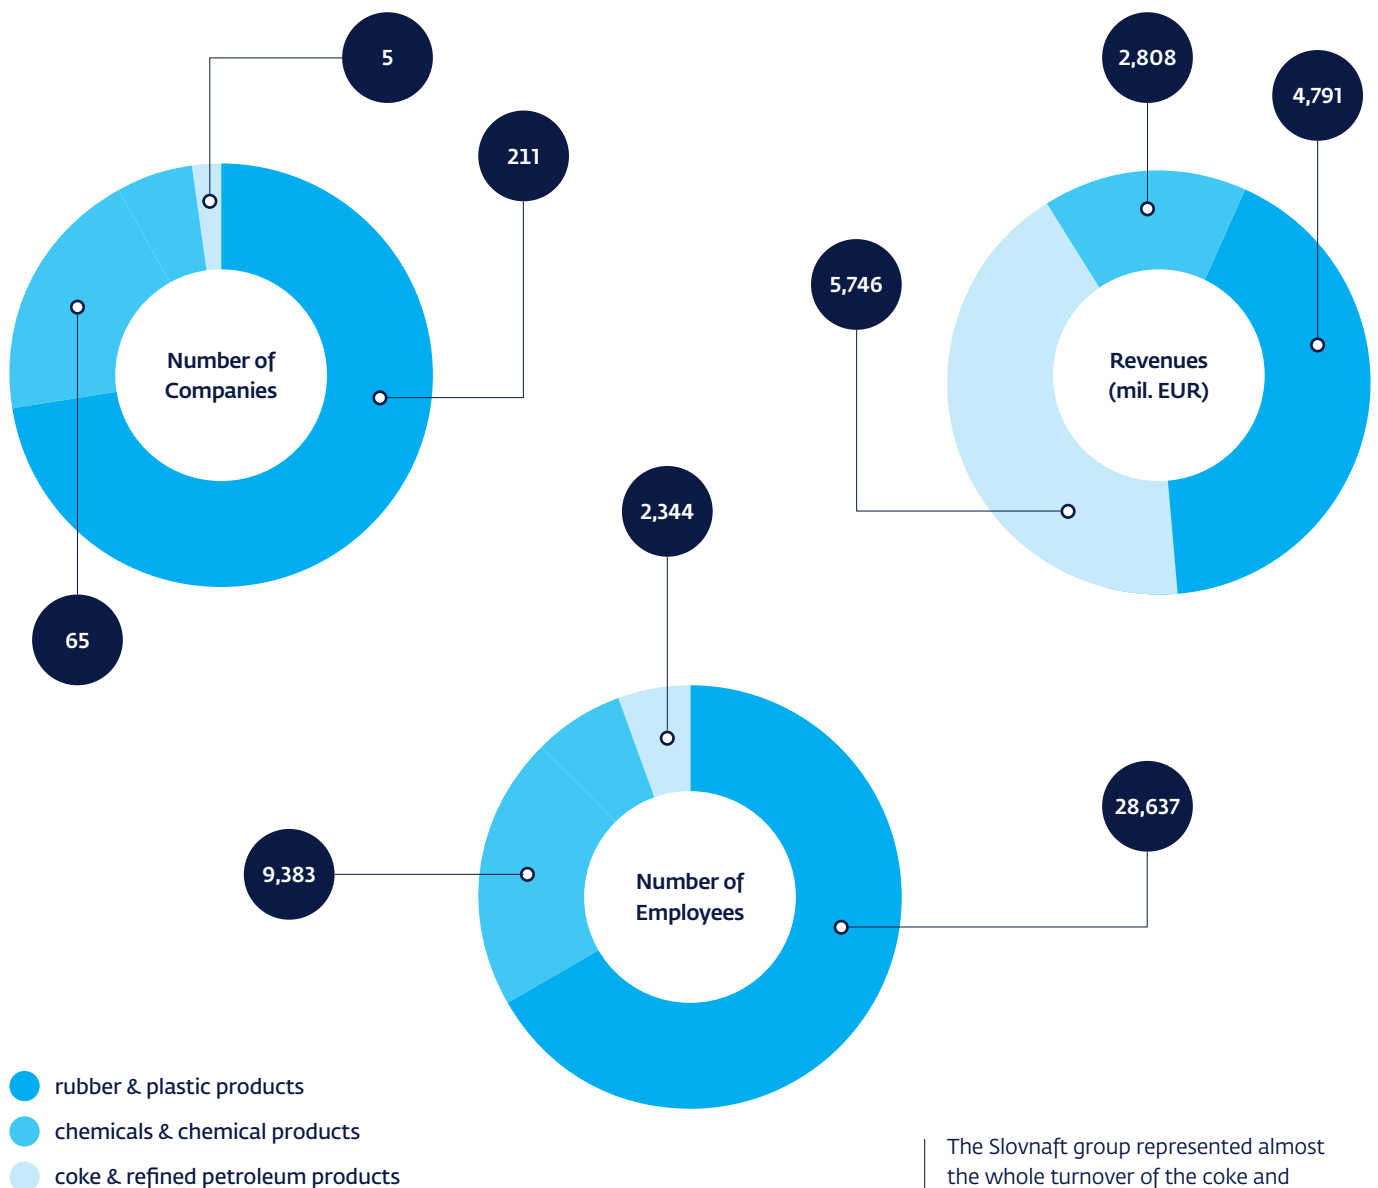 5
211
Number of
Companies
65
2,808
4,791
5,746
Revenues
(mil. EUR)
2,344
9,383
Number of
Employees
28,637
rubber & plastic products
chemicals & chemical products
coke & refined petroleum products
The Slovnaft group represented almost
the whole turnover of the coke and